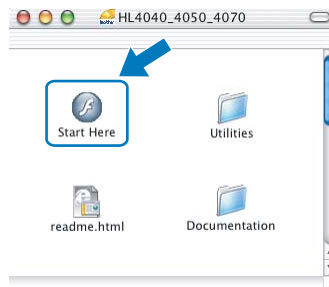 HL4040_4050_4070
Start Here
Utilities
readme.html
Documentation